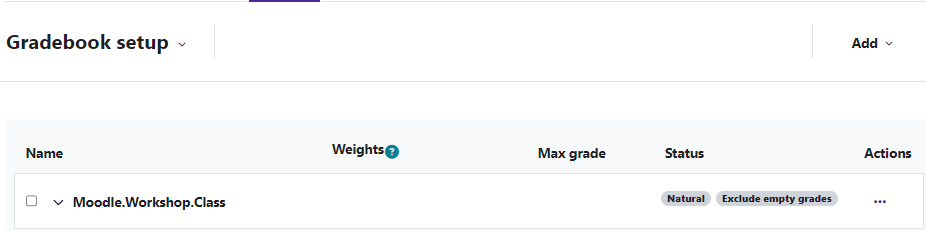 Gradebook setup
Add
Name Weights ? Max grade Status Actions
Moodle.Workshop.Class Natural Exclude empty grades